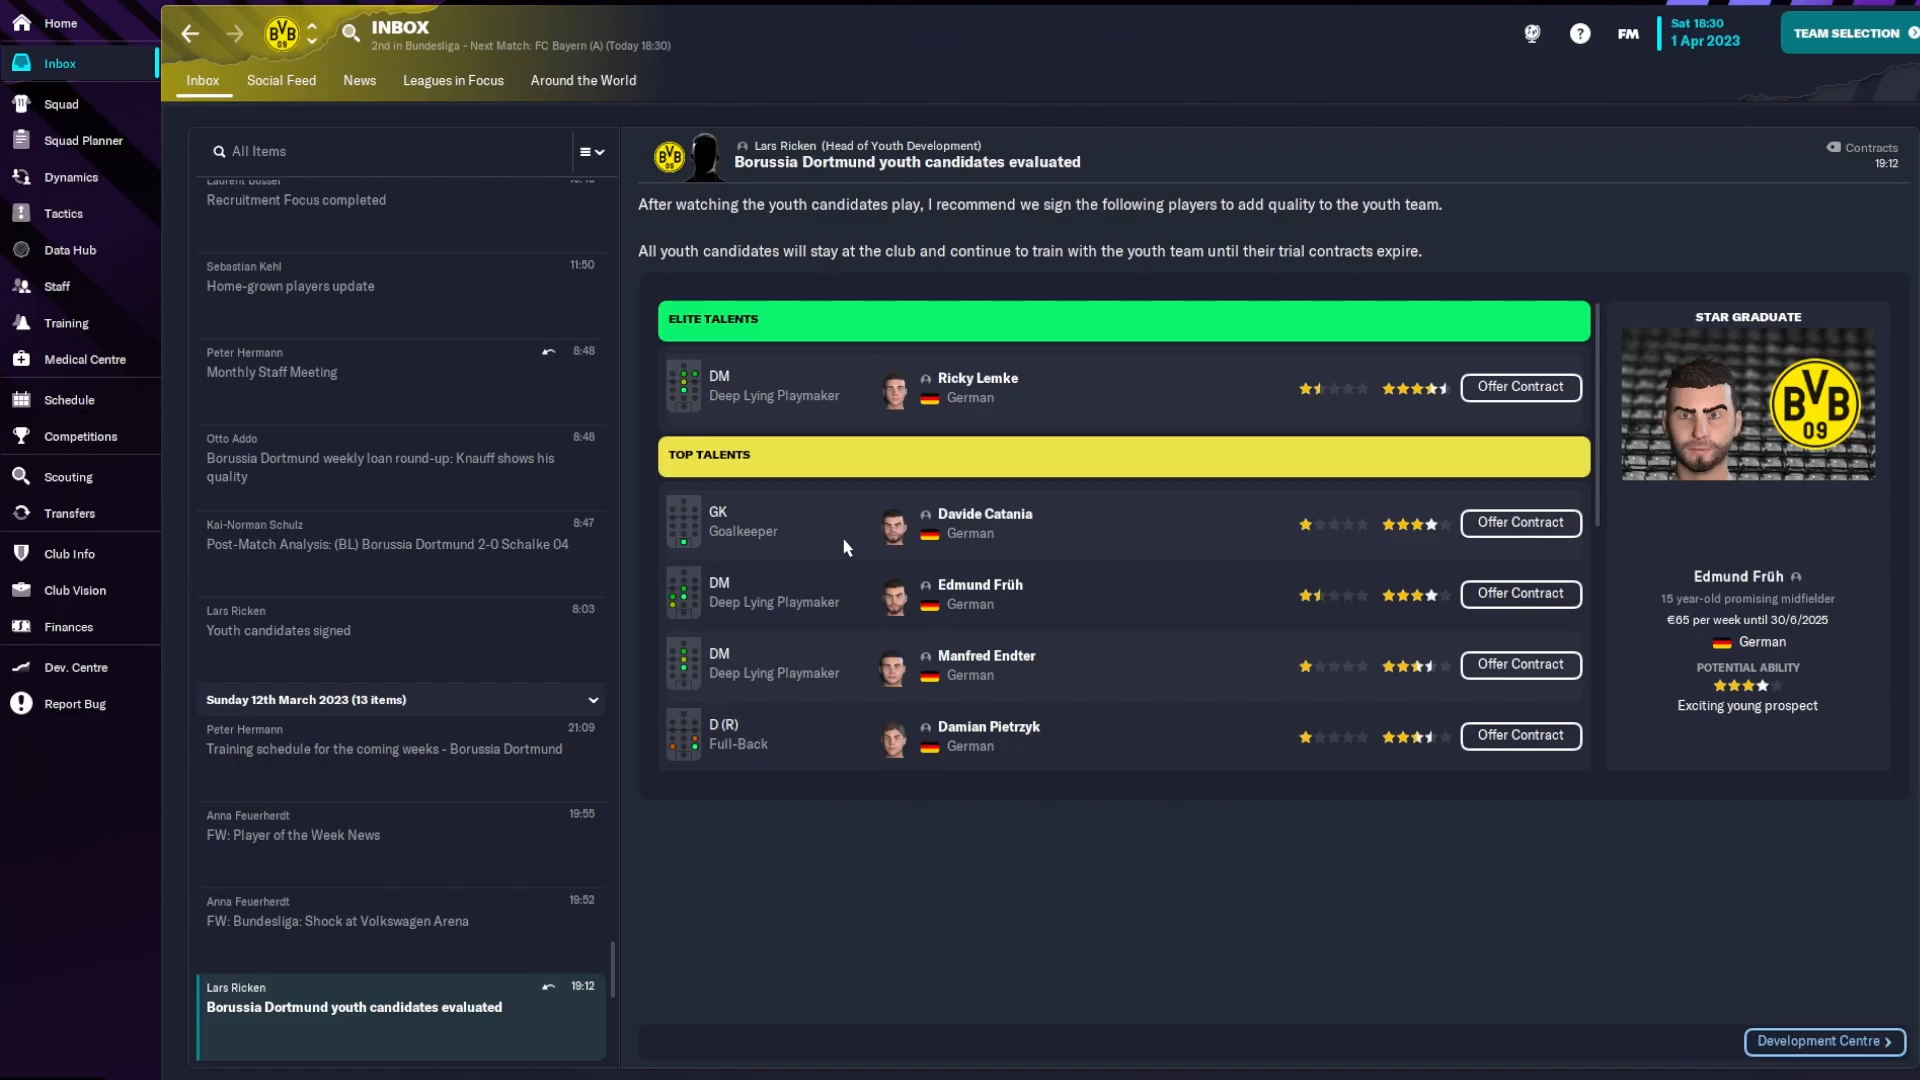 Home
Inbox
Squad
Squad Planner
Dynamics
Tactics
Data Hub
Staff
Training
Medical Centre
Schedule
Competitions
Scouting
Transfers
Club Info
Club Vision
Finances
Dev. Centre
Report Bug
BVB
09
INBOX
2nd in Bundesliga - Next Match: FC Bayern (A) (Today 18:30)
?
FM
Sat 18:30
1 Apr 2023
TEAM SELECTION
Inbox
Social Feed
News
Leagues in Focus
Around the World
All Items
Recruitment Focus completed
Sebastian Kehl
11:50
Home-grown players update
Peter Hermann
8:48
Monthly Staff Meeting
Otto Addo
8:48
Borussia Dortmund weekly loan round-up: Knauff shows his
quality
Kai-Norman Schulz
8:47
Post-Match Analysis: (BL) Borussia Dortmund 2-0 Schalke 04
Lars Ricken
8:03
Youth candidates signed
Sunday 12th March 2023 (13 items)
Peter Hermann
21:09
Training schedule for the coming weeks - Borussia Dortmund
Anna Feuerherdt
19:55
FW: Player of the Week News
Anna Feuerherdt
19:52
FW: Bundesliga: Shock at Volkswagen Arena
Lars Ricken
19:12
Borussia Dortmund youth candidates evaluated
BVB
09
Lars Ricken (Head of Youth Development)
Borussia Dortmund youth candidates evaluated
Contracts
19:12
After watching the youth candidates play, I recommend we sign the following players to add quality to the youth team.
All youth candidates will stay at the club and continue to train with the youth team until their trial contracts expire.
ELITE TALENTS
DM
Deep Lying Playmaker
Ricky Lemke
German
Offer Contract
TOP TALENTS
GK
Goalkeeper
Davide Catania
German
Offer Contract
DM
Deep Lying Playmaker
Edmund Früh
German
Offer Contract
DM
Deep Lying Playmaker
Manfred Endter
German
Offer Contract
D (R)
Full-Back
Damian Pietrzyk
German
Offer Contract
STAR GRADUATE
BVB
09
Edmund Früh
15 year-old promising midfielder
€65 per week until 30/6/2025
German
POTENTIAL ABILITY
Exciting young prospect
Development Centre